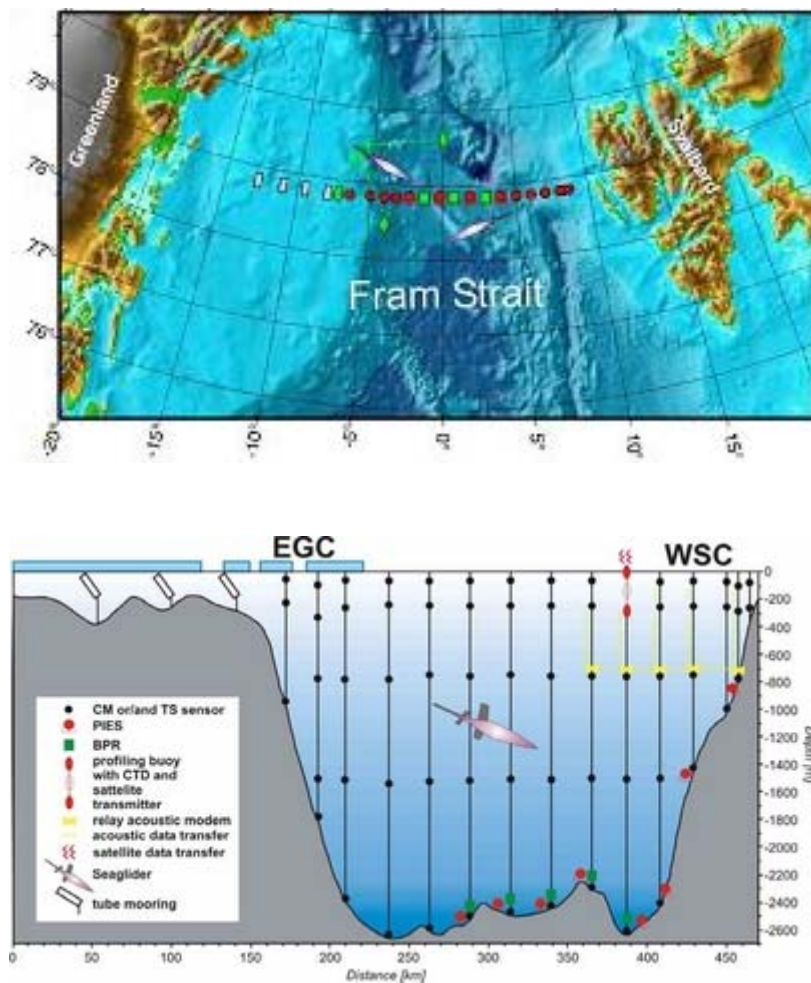 Greenland
Svalbard
79°
78°
77°
76°
Fram Strait
-20°
-15°
-10°
-5°
0°
5°
10°
15°
EGC
WSC
0
-200
-400
-600
-800
-1000
-1200
-1400
-1600
-1800
-2000
-2200
-2400
-2600
Depth [m]
CM or/and TS sensor
PIES
BPR
profiling buoy
with CTD and
sattelite
transmitter
relay acoustic modem
acoustic data transfer
satellite data transfer
Seaglider
tube mooring
0
50
100
150
200
250
300
350
400
450
Distance [km]